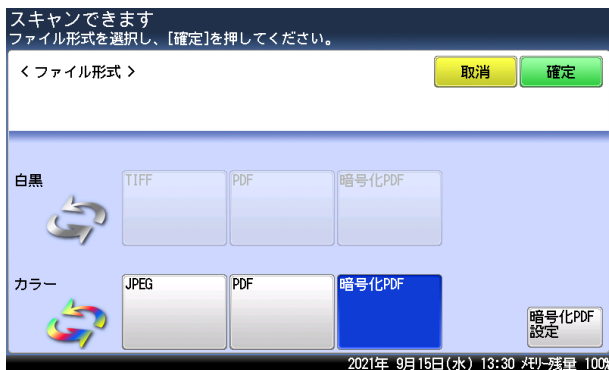 スキャンできます
ファイル形式を選択し、[確定]を押してください。
<ファイル形式>
取消
確定
白黒
TIFF
PDF
暗号化PDF
カラー
JPEG
PDF
暗号化PDF
暗号化PDF
設定
2021年 9月15日(水) 13:30 メモリー残量 100%